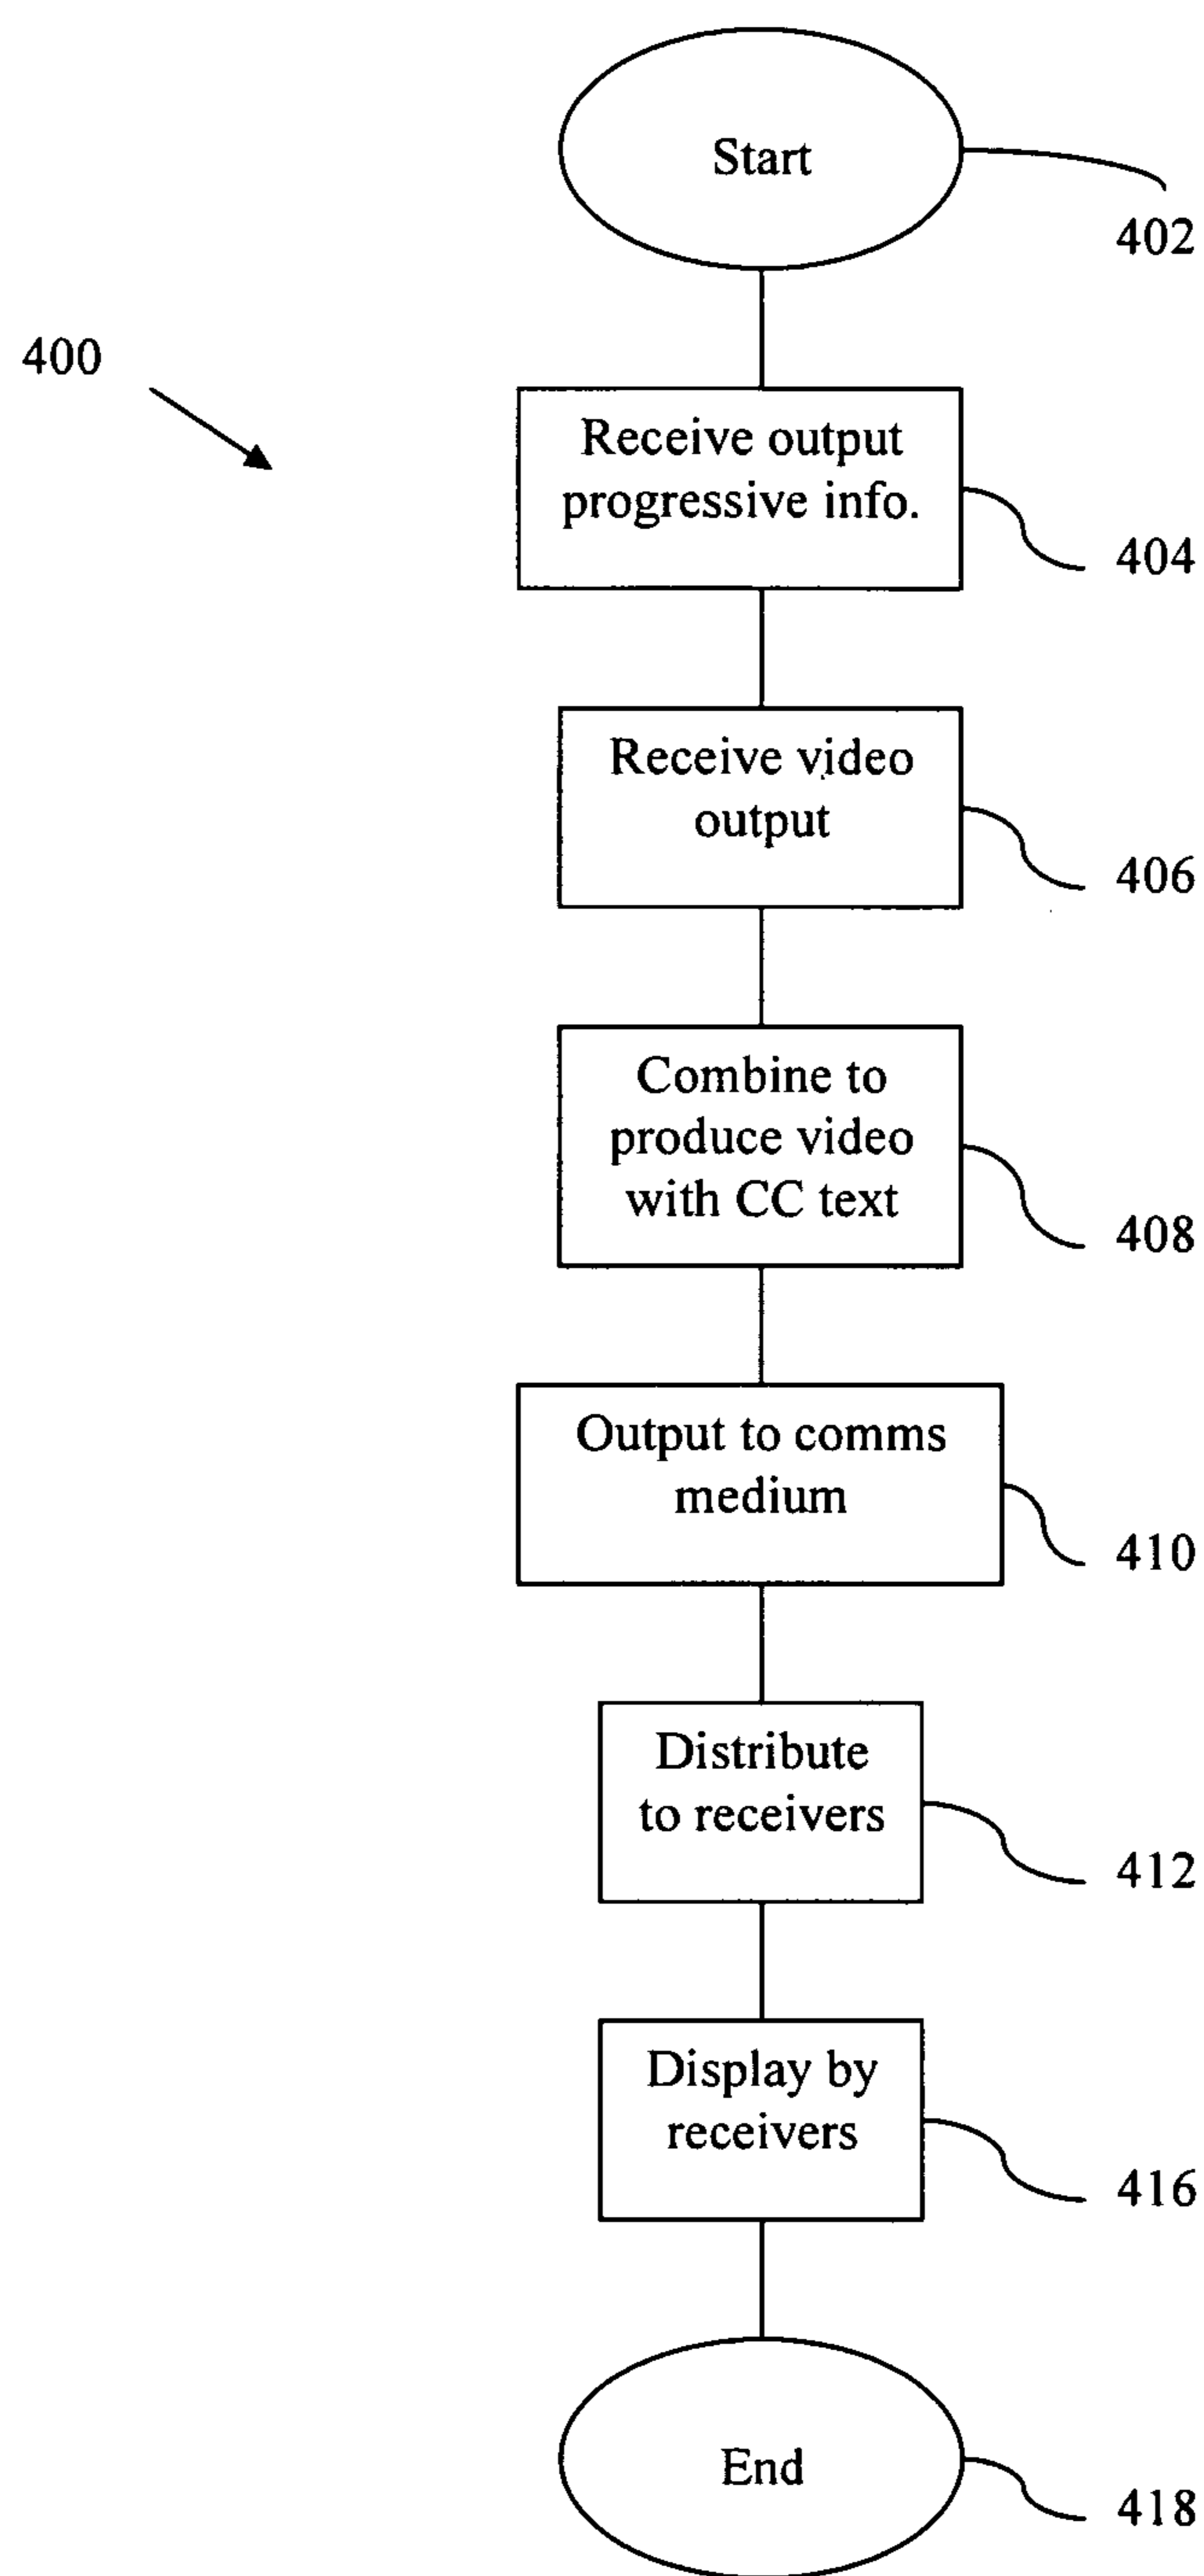 Start
402
400
Receive output
progressive info.
404
Receive video
output
406
Combine to
produce video
with CC text
408
Output to comms
medium
410
Distribute
to receivers
412
Display by
receivers
416
End
418